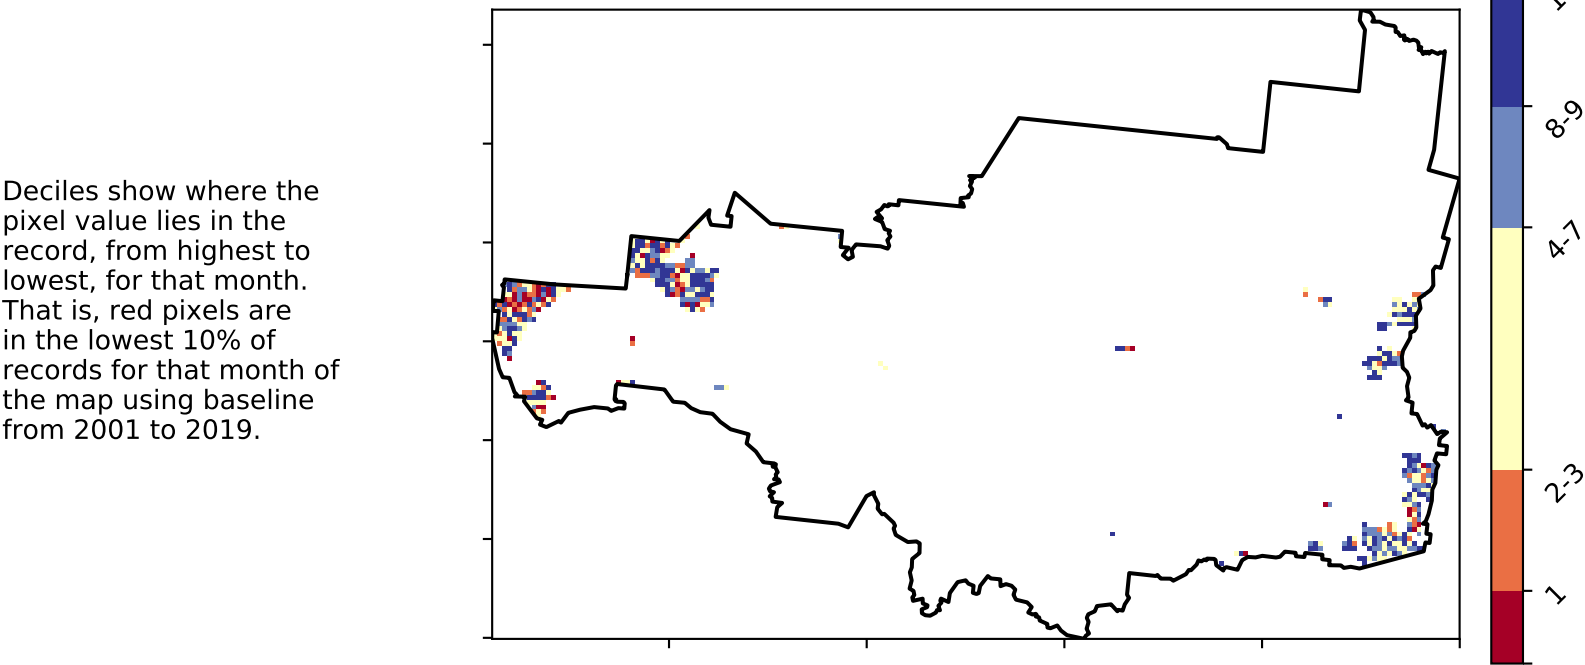 Deciles show where the
pixel value lies in the
record, from highest to
lowest, for that month.
That is, red pixels are
in the lowest 10% of
records for that month of
the map using baseline
from 2001 to 2019.
8-9
4-7
2-3
1